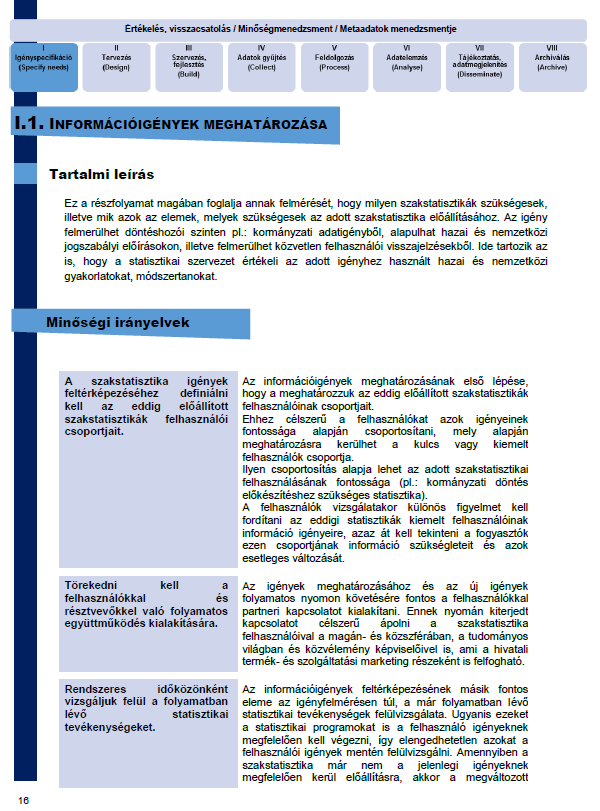 Értékelés, visszacsatolás / Minőségmenedzsment / Metaadatok menedzsmentje
I
Igényspecifikáció
(Specify needs)
II
Tervezés
(Design)
III
Szervezés,
fejlesztés
(Build)
IV
Adatok gyűjtés
(Collect)
V
Feldolgozás
(Process)
VI
Adatelemzés
(Analyse)
VII
Tájékoztatás,
adatmegjelenítés
(Disseminate)
VIII
Archiválás
(Archive)
I.1. INFORMÁCIÓIGÉNYEK MEGHATÁROZÁSA
Tartalmi leírás
Ez a részfolyamat magában foglalja annak felmérését, hogy milyen szakstatisztikák szükségesek,
illetve mik azok az elemek, melyek szükségesek az adott szakstatisztika előállításához. Az igény
felmerülhet döntéshozói szinten pl.: kormányzati adatigényből, alapulhat hazai és nemzetközi
jogszabályi előírásokon, illetve felmerülhet közvetlen felhasználói visszajelzésekből. Ide tartozik az
is, hogy a statisztikai szervezet értékeli az adott igényhez használt hazai és nemzetközi
gyakorlatokat, módszertanokat.
Minőségi irányelvek
A szakstatisztika igények
feltérképezéséhez definiálni
kell az eddig előállított
szakstatisztikák felhasználói
csoportjait.
Az információigények meghatározásának első lépése,
hogy a meghatározzuk az eddig előállított szakstatisztikák
felhasználóinak csoportjait.
Ehhez célszerű a felhasználókat azok igényeinek
fontossága alapján csoportosítani, mely alapján
meghatározásra kerülhet a kulcs vagy kiemelt
felhasználók csoportja.
Ilyen csoportosítás alapja lehet az adott szakstatisztikai
felhasználásának fontossága (pl.: kormányzati döntés
előkészítéshez szükséges statisztika).
A felhasználók vizsgálatakor különös figyelmet kell
fordítani az eddigi statisztikák kiemelt felhasználóinak
információ igényeire, azaz át kell tekinteni a fogyasztók
ezen csoportjának információ szükségleteit és azok
esetleges változását.
Törekedni kell a
felhasználókkal és
résztvevőkkel való folyamatos
együttműködés kialakítására.
Az igények meghatározásához és az új igények
folyamatos nyomon követésére fontos a felhasználókkal
partneri kapcsolatot kialakítani. Ennek nyomán kiterjedt
kapcsolatot célszerű ápolni a szakstatisztika
felhasználóival a magán- és közszférában, a tudományos
világban és közvélemény képviselőivel is, ami a hivatali
termék- és szolgáltatási marketing részeként is felfogható.
Rendszeres időközönként
vizsgáljuk felül a folyamatban
lévő statisztikai
tevékenységeket.
Az információigények feltérképezésének másik fontos
eleme az igényfelmérésen túl, a már folyamatban lévő
statisztikai tevékenységek felülvizsgálata. Ugyanis ezeket
a statisztikai programokat is a felhasználó igényeknek
megfelelően kell végezni, így elengedhetetlen azokat a
felhasználói igények mentén felülvizsgálni. Amennyiben a
szakstatisztika már nem a jelenlegi igényeknek
megfelelően kerül előállításra, akkor a megváltozott
16